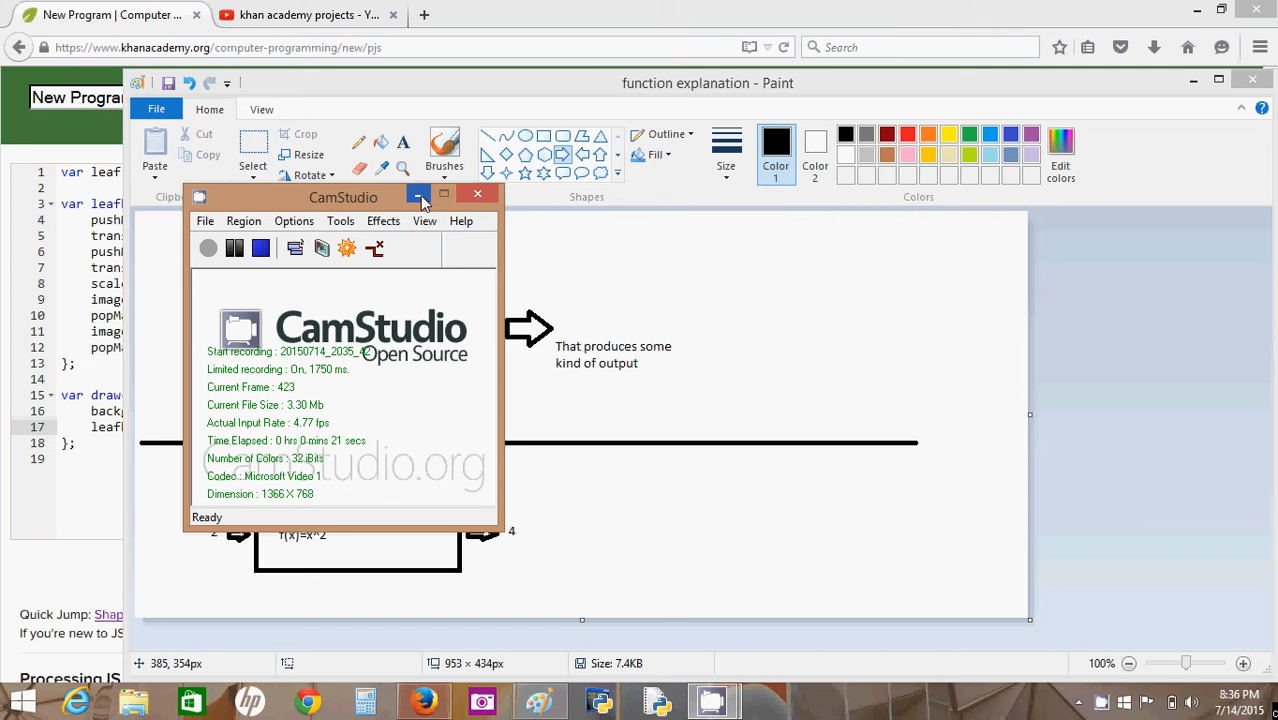 New Program | Computer ...
khan academy projects - Y...
https://www.khanacademy.org/computer-programming/new/pjs
Search
New Progra
function explanation - Paint
File
Home
View
Paste
Cut
Copy
Select
Crop
Resize
Rotate
Brushes
Outline
Fill
Size
Color 1
Color 2
Edit colors
Clipb
Shapes
Colors
1 var leaf
2
3 var leaf
4 push
5 trans
6 push
7 trans
8 scal
9 image
10 popMa
11 image
12 popMa
13 };
14
15 var draw
16 back
17 leaf
18 };
19
CamStudio
File
Region
Options
Tools
Effects
View
Help
CamStudio
Open Source
Start recording : 20150714_2035_42
Limited recording : On, 1750 ms.
Current Frame : 423
Current File Size : 3.30 Mb
Actual Input Rate : 4.77 fps
Time Elapsed : 0 hrs 0 mins 21 secs
Number of Colors : 32 Bits
CamStudio.org
Codec : Microsoft Video 1
Dimension : 1366 X 768
Ready
That produces some
kind of output
2
f(x)=x^2
4
Quick Jump: Shap
If you're new to JS
Processing JS
385, 354px
953 × 434px
Size: 7.4KB
100%
8:36 PM
7/14/2015